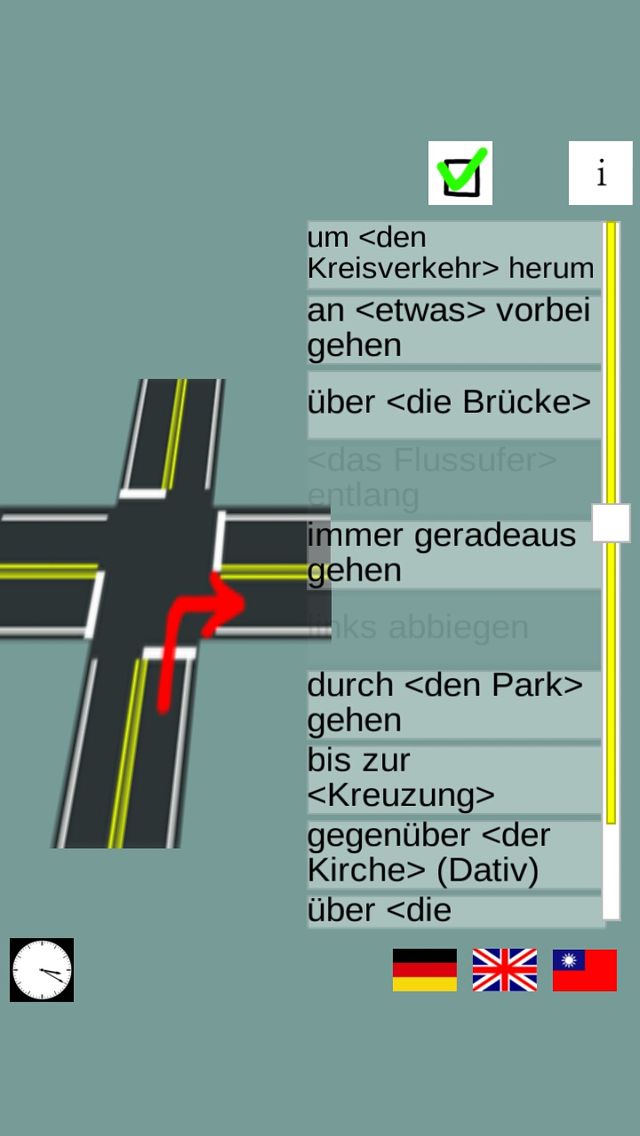 i
um <den
Kreisverkehr> herum
an <etwas> vorbei
gehen
über <die Brücke>
<das Flussufer>
entlang
immer geradeaus
gehen
links abbiegen
durch <den Park>
gehen
bis zur
<Kreuzung>
gegenüber <der
Kirche> (Dativ)
über <die